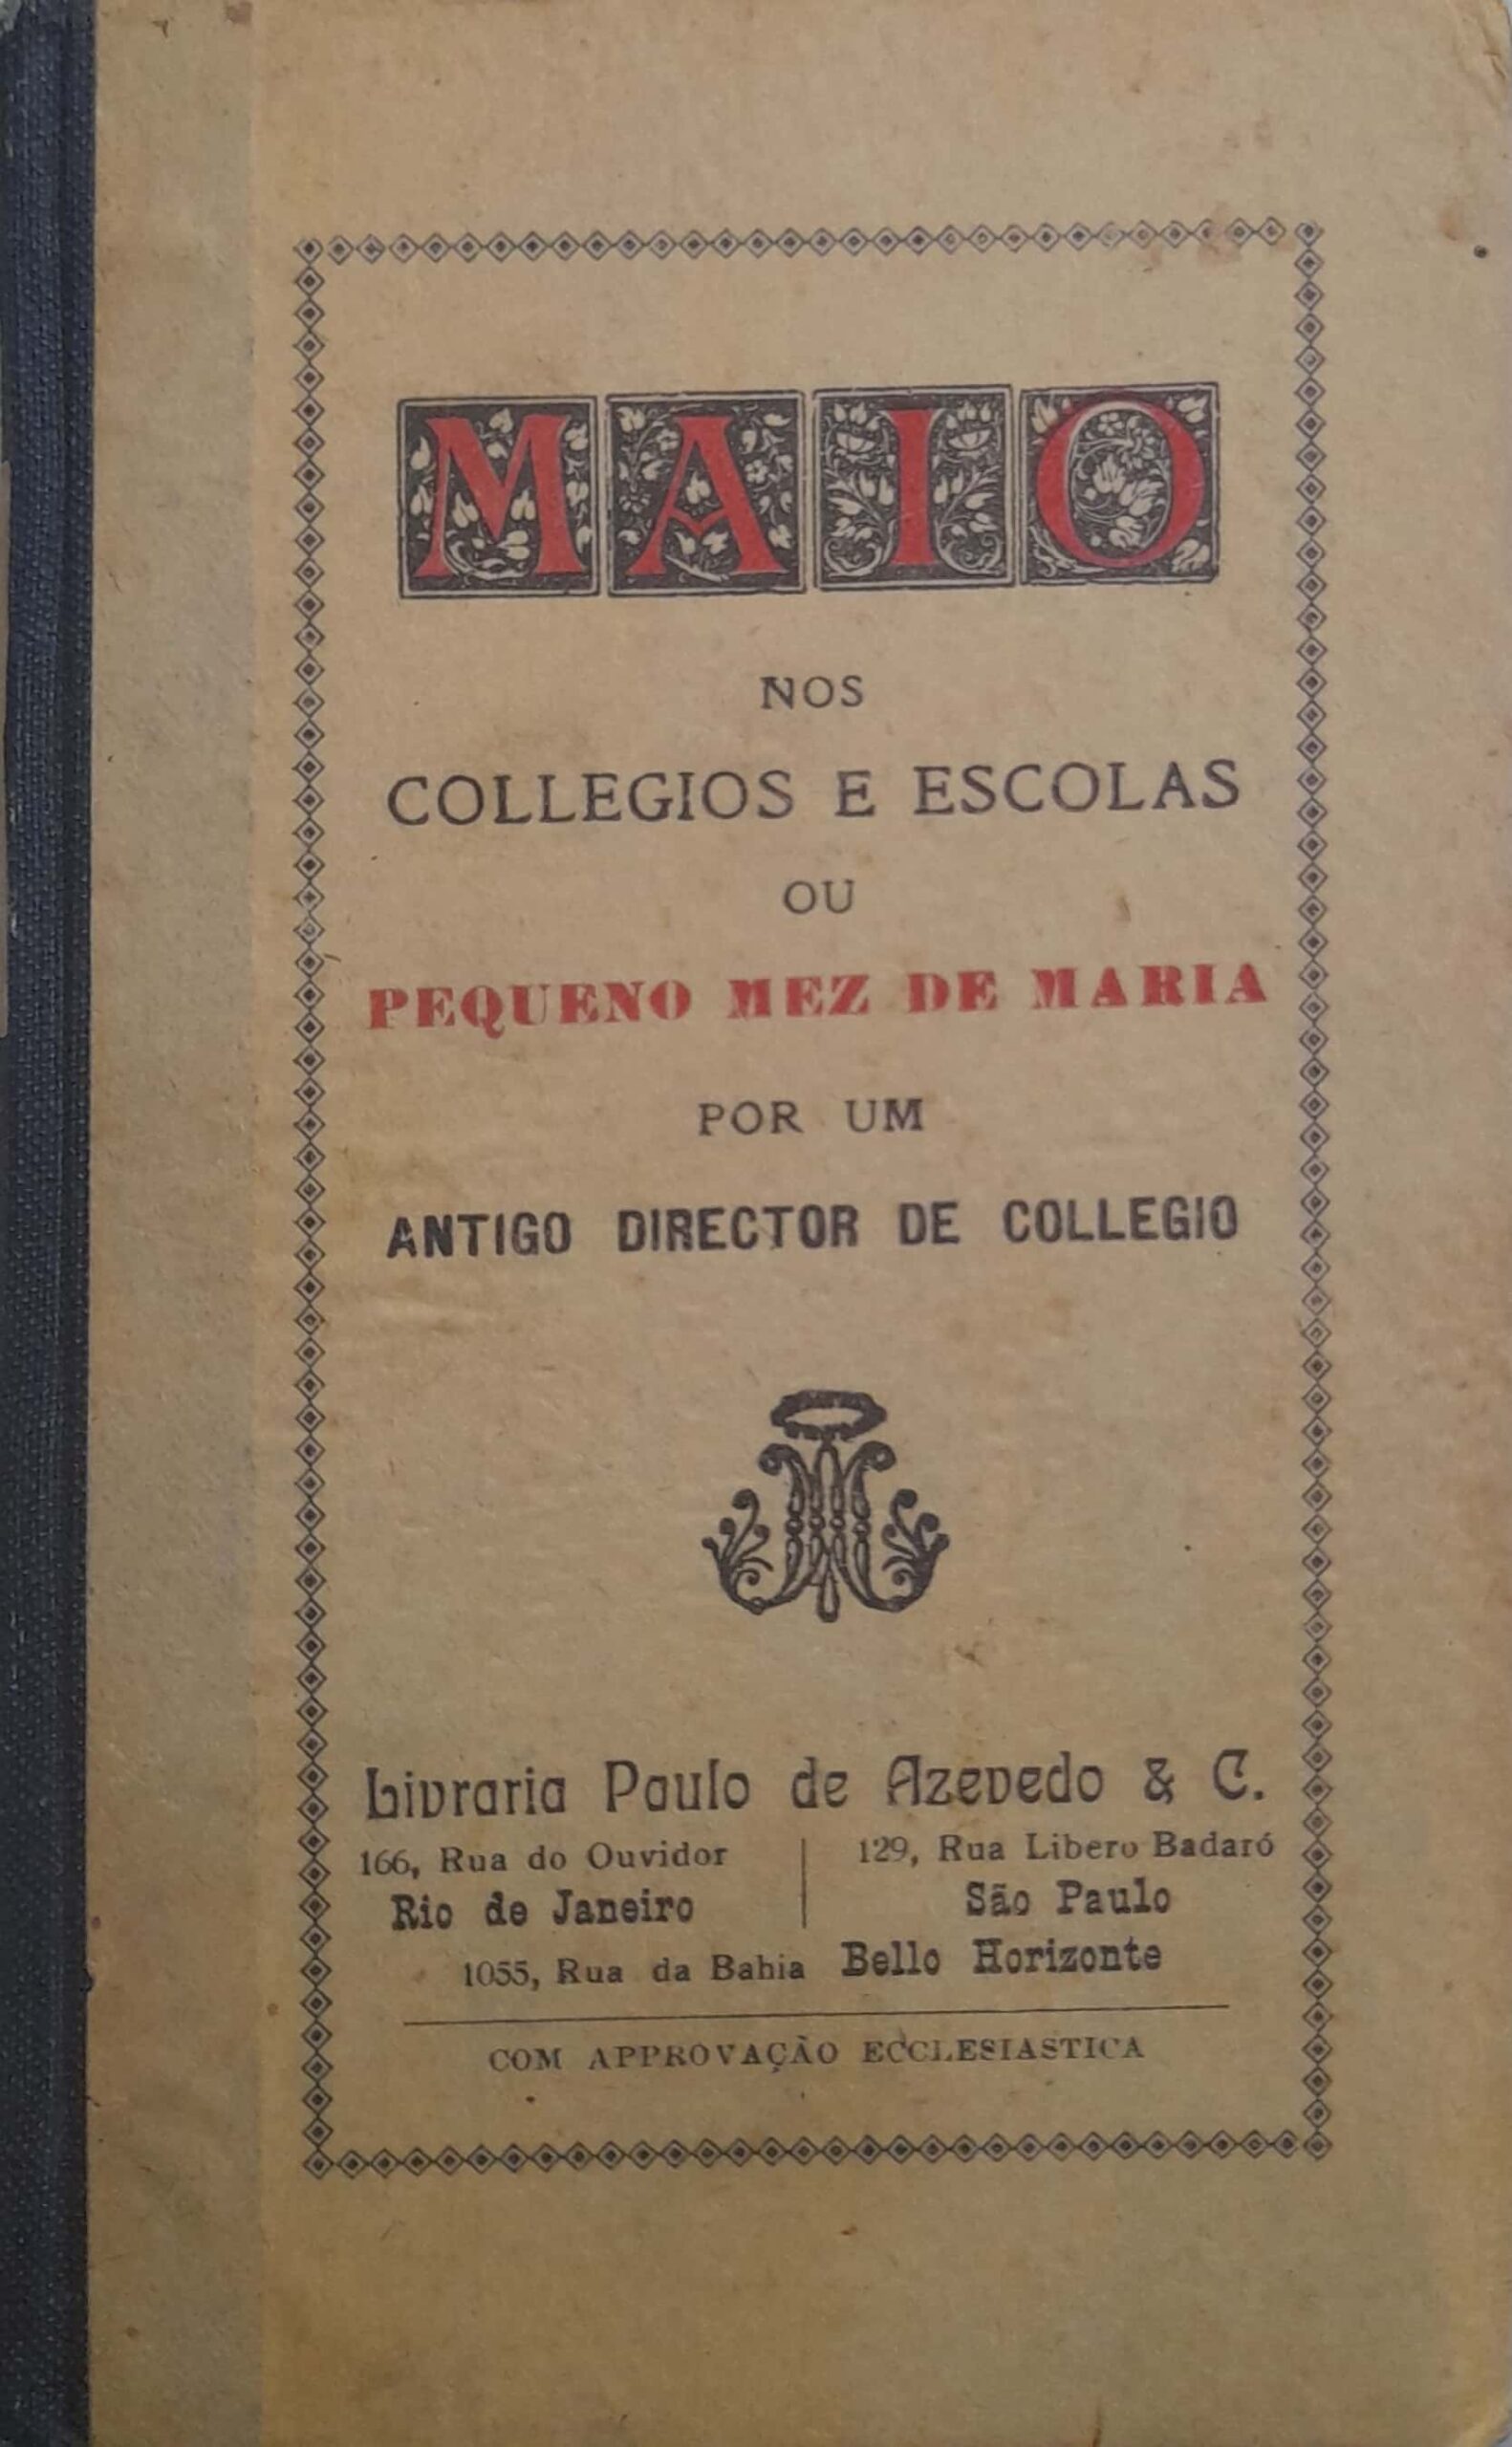 MAIO
NOS
COLLEGIOS E ESCOLAS
OU
PEQUENO MEZ DE MARIA
POR UM
ANTIGO DIRECTOR DE COLLEGIO
Livraria Paulo de Azevedo & C.
166, Rua do Ouvidor
Rio de Janeiro
129, Rua Libero Badaró
São Paulo
1055, Rua da Bahia Bello Horizonte
COM APPROVAÇÃO ECCLESIASTICA